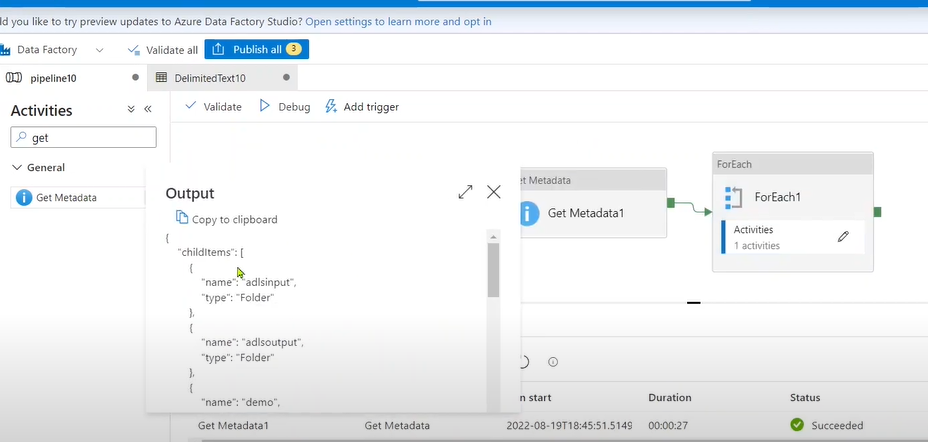 ld you like to try preview updates to Azure Data Factory Studio? Open settings to learn more and opt in
Data Factory
Validate all
Publish all 3
pipeline10
DelimitedText10
Activities
get
General
Get Metadata
Validate
Debug
Add trigger
Output
Copy to clipboard
{
"childItems": [
{
"name": "adlsinput",
"type": "Folder"
},
{
"name": "adlsoutput",
"type": "Folder"
},
{
"name": "demo",
et Metadata
Get Metadata1
ForEach
ForEach1
Activities
1 activities
n start
Duration
Status
Get Metadata1
Get Metadata
2022-08-19T18:45:51.5149
00:00:27
Succeeded